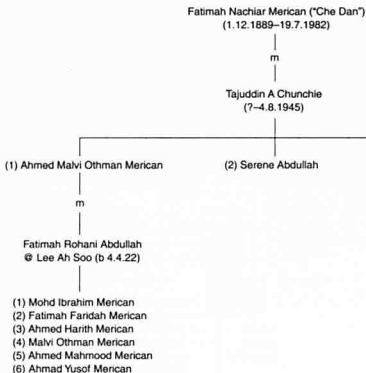 Fatimah Nachiar Merican ("Che Dan")
(1.12.1889–19.7.1982)
m
Tajuddin A Chunchie
(?–4.8.1945)
(1) Ahmed Malvi Othman Merican
(2) Serene Abdullah
m
Fatimah Rohani Abdullah
@ Lee Ah Soo (b 4.4.22)
(1) Mohd Ibrahim Merican
(2) Fatimah Faridah Merican
(3) Ahmed Harith Merican
(4) Malvi Othman Merican
(5) Ahmed Mahmood Merican
(6) Ahmad Yusof Merican